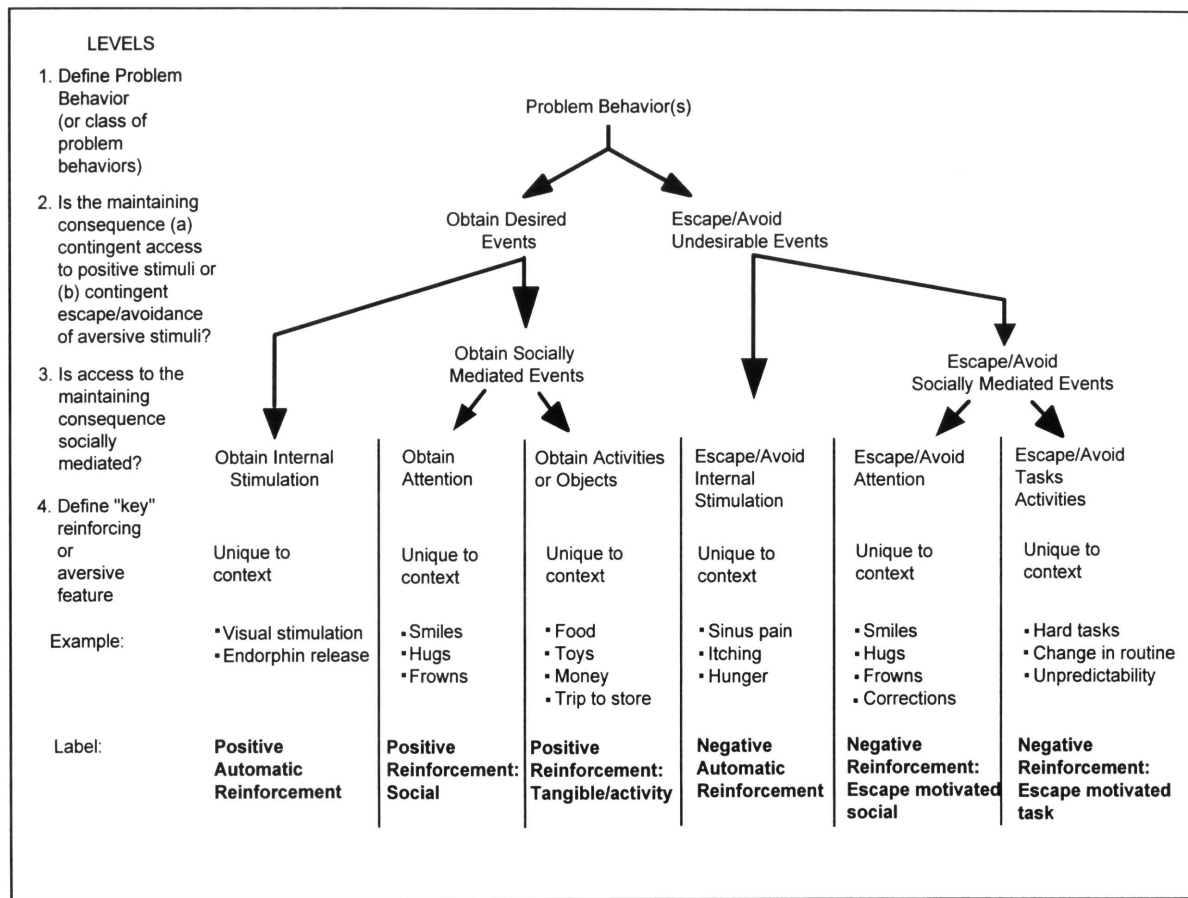 LEVELS
1. Define Problem
Behavior
(or class of
problem
behaviors)
2. Is the maintaining
consequence (a)
contingent access
to positive stimuli or
(b) contingent
escape/avoidance
of aversive stimuli?
3. Is access to the
maintaining
consequence
socially
mediated?
4. Define "key"
reinforcing
or
aversive
feature
Problem Behavior(s)
Obtain Desired
Events
Escape/Avoid
Undesirable Events
Obtain Socially
Mediated Events
Escape/Avoid
Socially Mediated Events
Obtain Internal
Stimulation
Obtain
Attention
Obtain Activities
or Objects
Escape/Avoid
Internal
Stimulation
Escape/Avoid
Attention
Escape/Avoid
Tasks
Activities
Unique to
context
Unique to
context
Unique to
context
Unique to
context
Unique to
context
Unique to
context
Example:
▪ Visual stimulation
▪ Endorphin release
▪ Smiles
▪ Hugs
▪ Frowns
▪ Food
▪ Toys
▪ Money
▪ Trip to store
▪ Sinus pain
▪ Itching
▪ Hunger
▪ Smiles
▪ Hugs
▪ Frowns
▪ Corrections
▪ Hard tasks
▪ Change in routine
▪ Unpredictability
Label:
Positive
Automatic
Reinforcement
Positive
Reinforcement:
Social
Positive
Reinforcement:
Tangible/activity
Negative
Automatic
Reinforcement
Negative
Reinforcement:
Escape motivated
social
Negative
Reinforcement:
Escape motivated
task